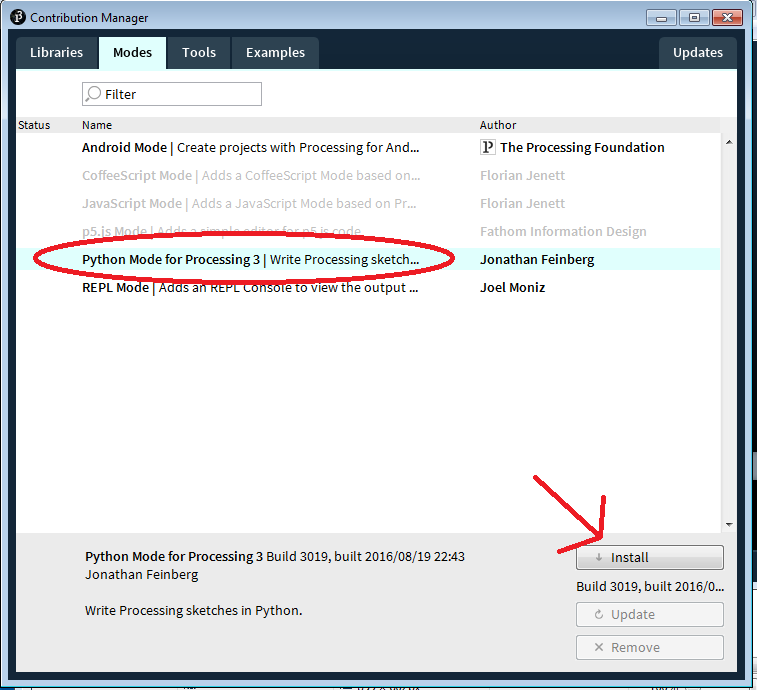 Contribution Manager
Libraries Modes Tools Examples Updates
Filter
Status Name Author
Android Mode | Create projects with Processing for And... The Processing Foundation
CoffeeScript Mode | Adds a CoffeeScript Mode based on... Florian Jenett
JavaScript Mode | Adds a JavaScript Mode based on Pr... Florian Jenett
p5.js Mode | Adds a simple editor for p5.js code. Fathom Information Design
Python Mode for Processing 3 | Write Processing sketch... Jonathan Feinberg
REPL Mode | Adds an REPL Console to view the output ... Joel Moniz
Python Mode for Processing 3 Build 3019, built 2016/08/19 22:43
Jonathan Feinberg
Write Processing sketches in Python.
Install
Build 3019, built 2016/0...
Update
Remove